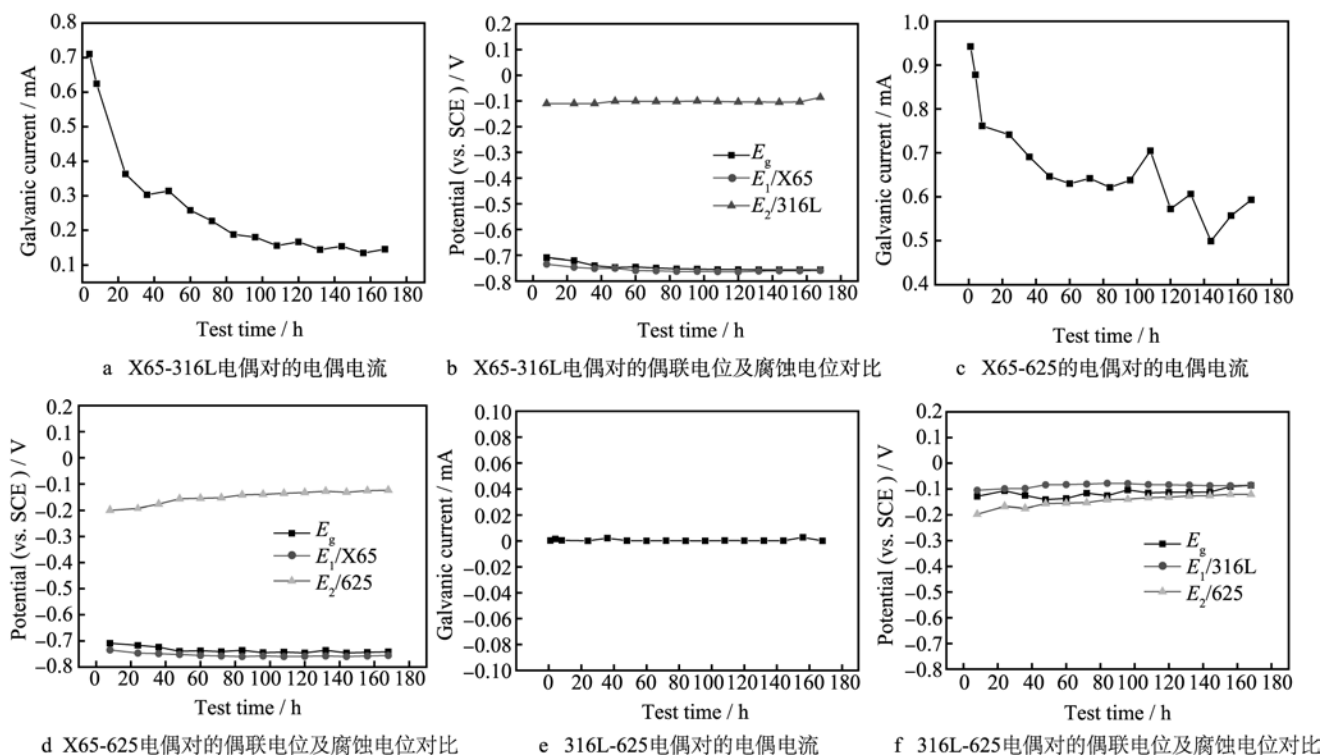 0.8
0.7
0.6
0.5
0.4
0.3
0.2
0.1
Galvanic current / mA
0 20 40 60 80 100 120 140 160 180
Test time / h
a X65-316L电偶对的电偶电流
0.2
0.1
0
−0.1
−0.2
−0.3
−0.4
−0.5
−0.6
−0.7
−0.8
Potential (vs. SCE) / V
Eg
E1/X65
E2/316L
0 20 40 60 80 100 120 140 160 180
Test time / h
b X65-316L电偶对的偶联电位及腐蚀电位对比
1.0
0.9
0.8
0.7
0.6
0.5
0.4
Galvanic current / mA
0 20 40 60 80 100 120 140 160 180
Test time / h
c X65-625的电偶对的电偶电流
0.2
0.1
0
−0.1
−0.2
−0.3
−0.4
−0.5
−0.6
−0.7
−0.8
Potential (vs. SCE ) / V
Eg
E1/X65
E2/625
0 20 40 60 80 100 120 140 160 180
Test time / h
d X65-625电偶对的偶联电位及腐蚀电位对比
0.10
0.08
0.06
0.04
0.02
0
−0.02
−0.04
−0.06
−0.08
−0.10
Galvanic current / mA
0 20 40 60 80 100 120 140 160 180
Test time / h
e 316L-625电偶对的电偶电流
0.2
0.1
0
−0.1
−0.2
−0.3
−0.4
−0.5
−0.6
−0.7
−0.8
Potential (vs. SCE ) / V
Eg
E1/316L
E2/625
0 20 40 60 80 100 120 140 160 180
Test time / h
f 316L-625电偶对的偶联电位及腐蚀电位对比